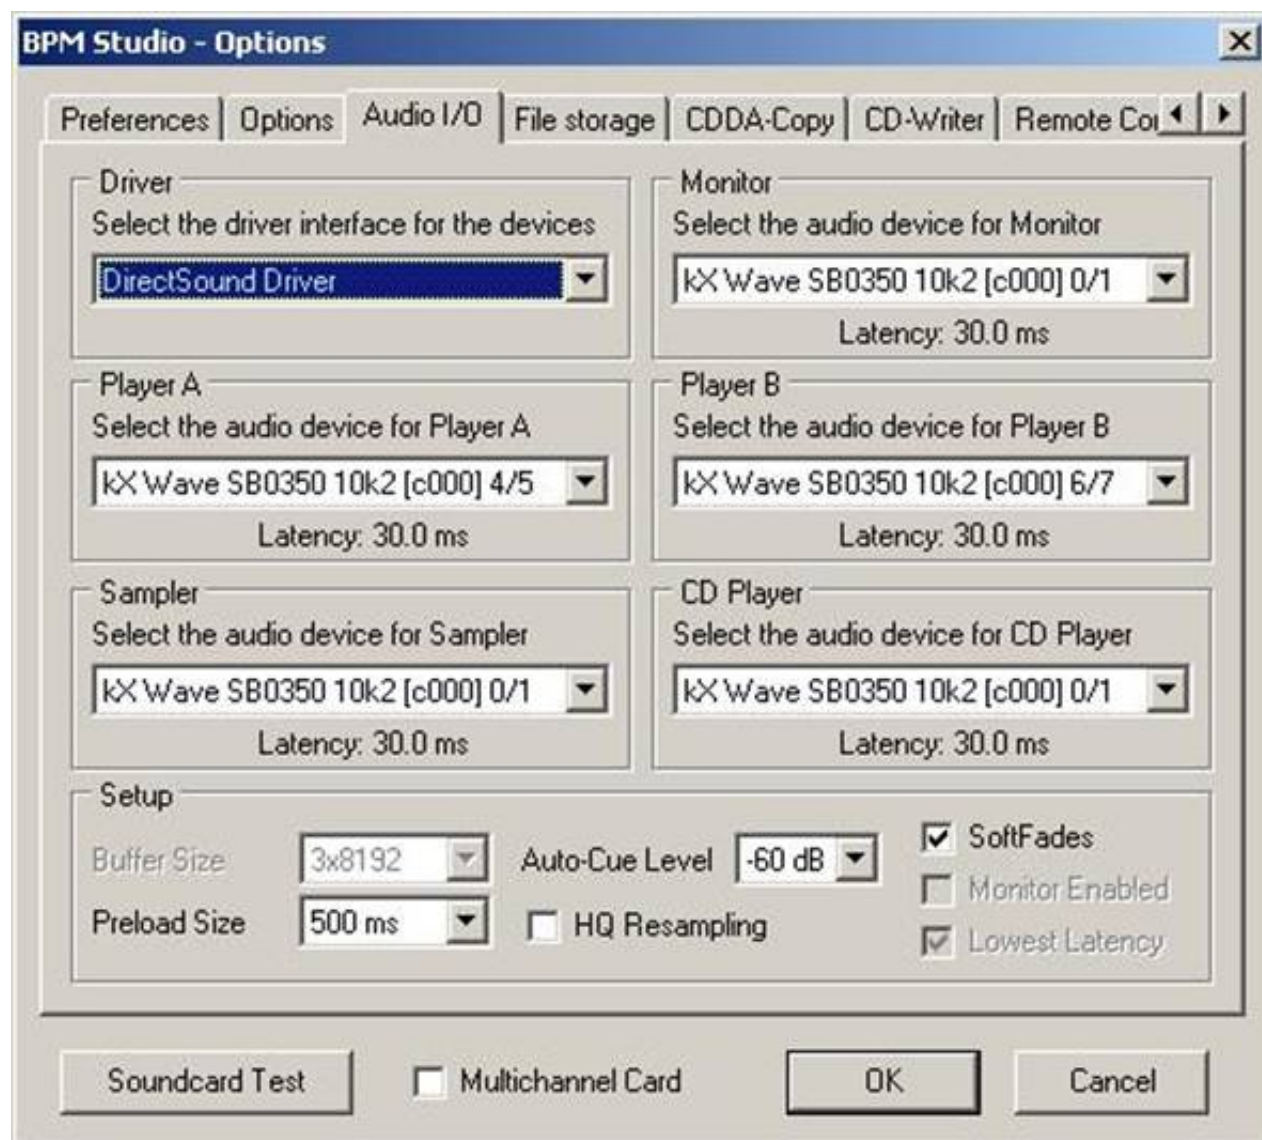 BPM Studio - Options
Preferences Options Audio I/O File storage CDDA-Copy CD-Writer Remote
Driver
Select the driver interface for the devices
DirectSound Driver
Monitor
Select the audio device for Monitor
kX Wave SB0350 10k2 [c000] 0/1
Latency: 30.0 ms
Player A
Select the audio device for Player A
kX Wave SB0350 10k2 [c000] 4/5
Latency: 30.0 ms
Player B
Select the audio device for Player B
kX Wave SB0350 10k2 [c000] 6/7
Latency: 30.0 ms
Sampler
Select the audio device for Sampler
kX Wave SB0350 10k2 [c000] 0/1
Latency: 30.0 ms
CD Player
Select the audio device for CD Player
kX Wave SB0350 10k2 [c000] 0/1
Latency: 30.0 ms
Setup
Buffer Size 3x8192 Auto-Cue Level -60 dB
Preload Size 500 ms HQ Resampling
SoftFades
Monitor Enabled
Lowest Latency
Soundcard Test Multichannel Card OK Cancel